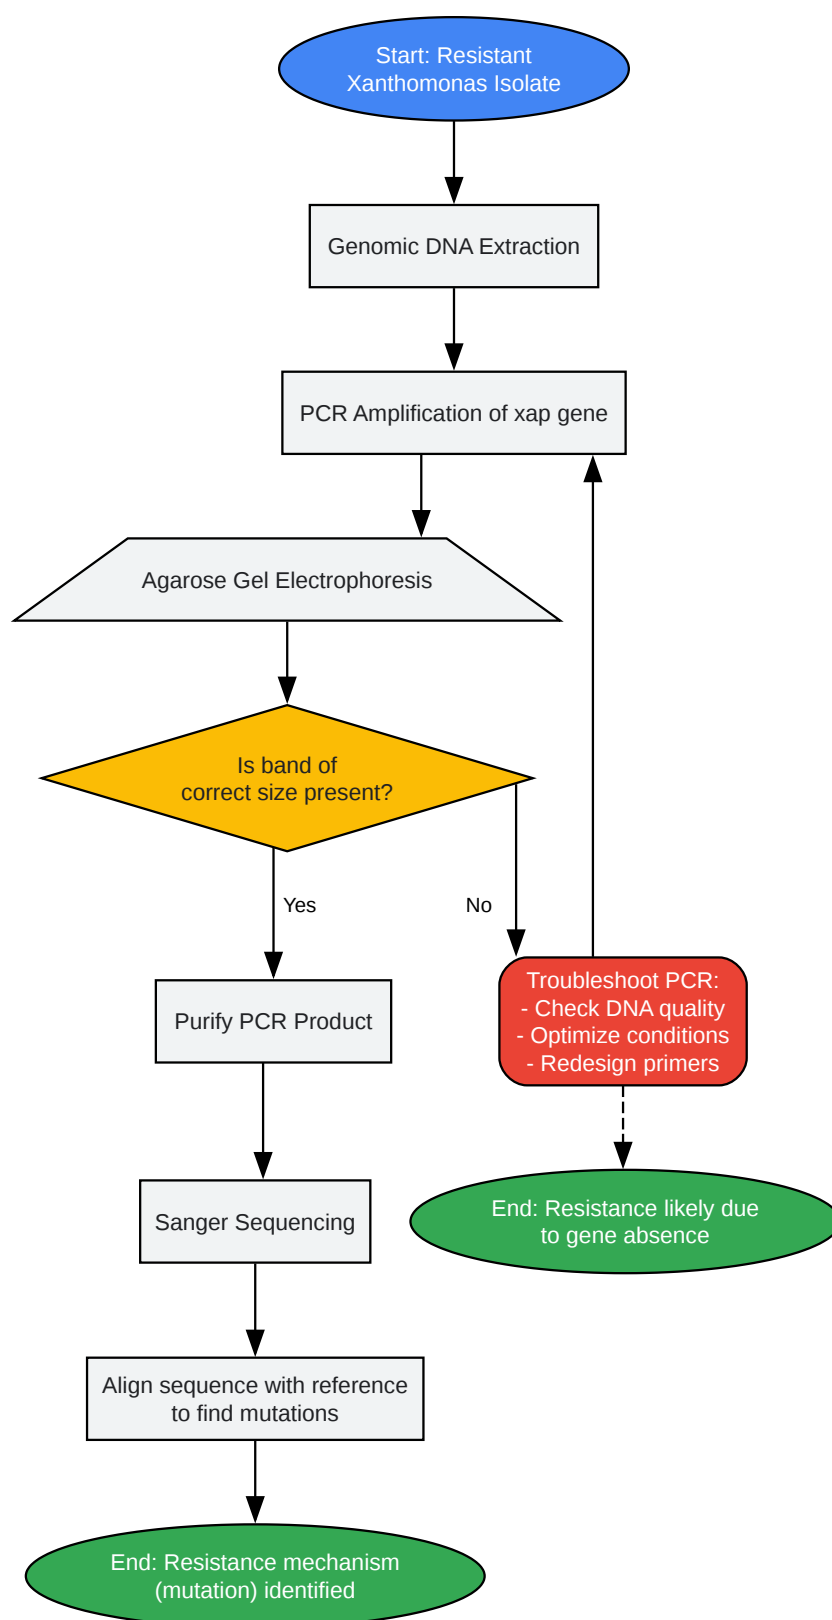 Start: Resistant
Xanthomonas Isolate
Genomic DNA Extraction
PCR Amplification of xap gene
Agarose Gel Electrophoresis
Is band of
correct size present?
Yes
No
Troubleshoot PCR:
- Check DNA quality
- Optimize conditions
- Redesign primers
Purify PCR Product
Sanger Sequencing
End: Resistance likely due
to gene absence
Align sequence with reference
to find mutations
End: Resistance mechanism
(mutation) identified